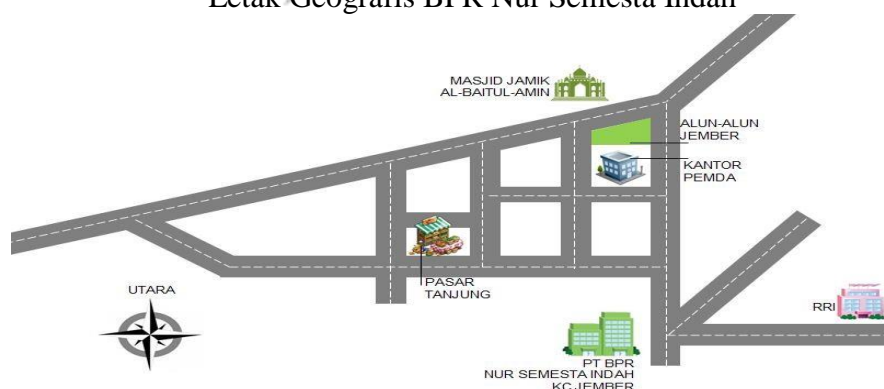 Letak Geografis BPR Nur Semesta Indah
MASJID JAMIK
AL-BAITUL-AMIN
ALUN-ALUN
JEMBER
KANTOR
PEMDA
PASAR
TANJUNG
UTARA
RRI
PT BPR
NUR SEMESTA INDAH
KC JEMBER